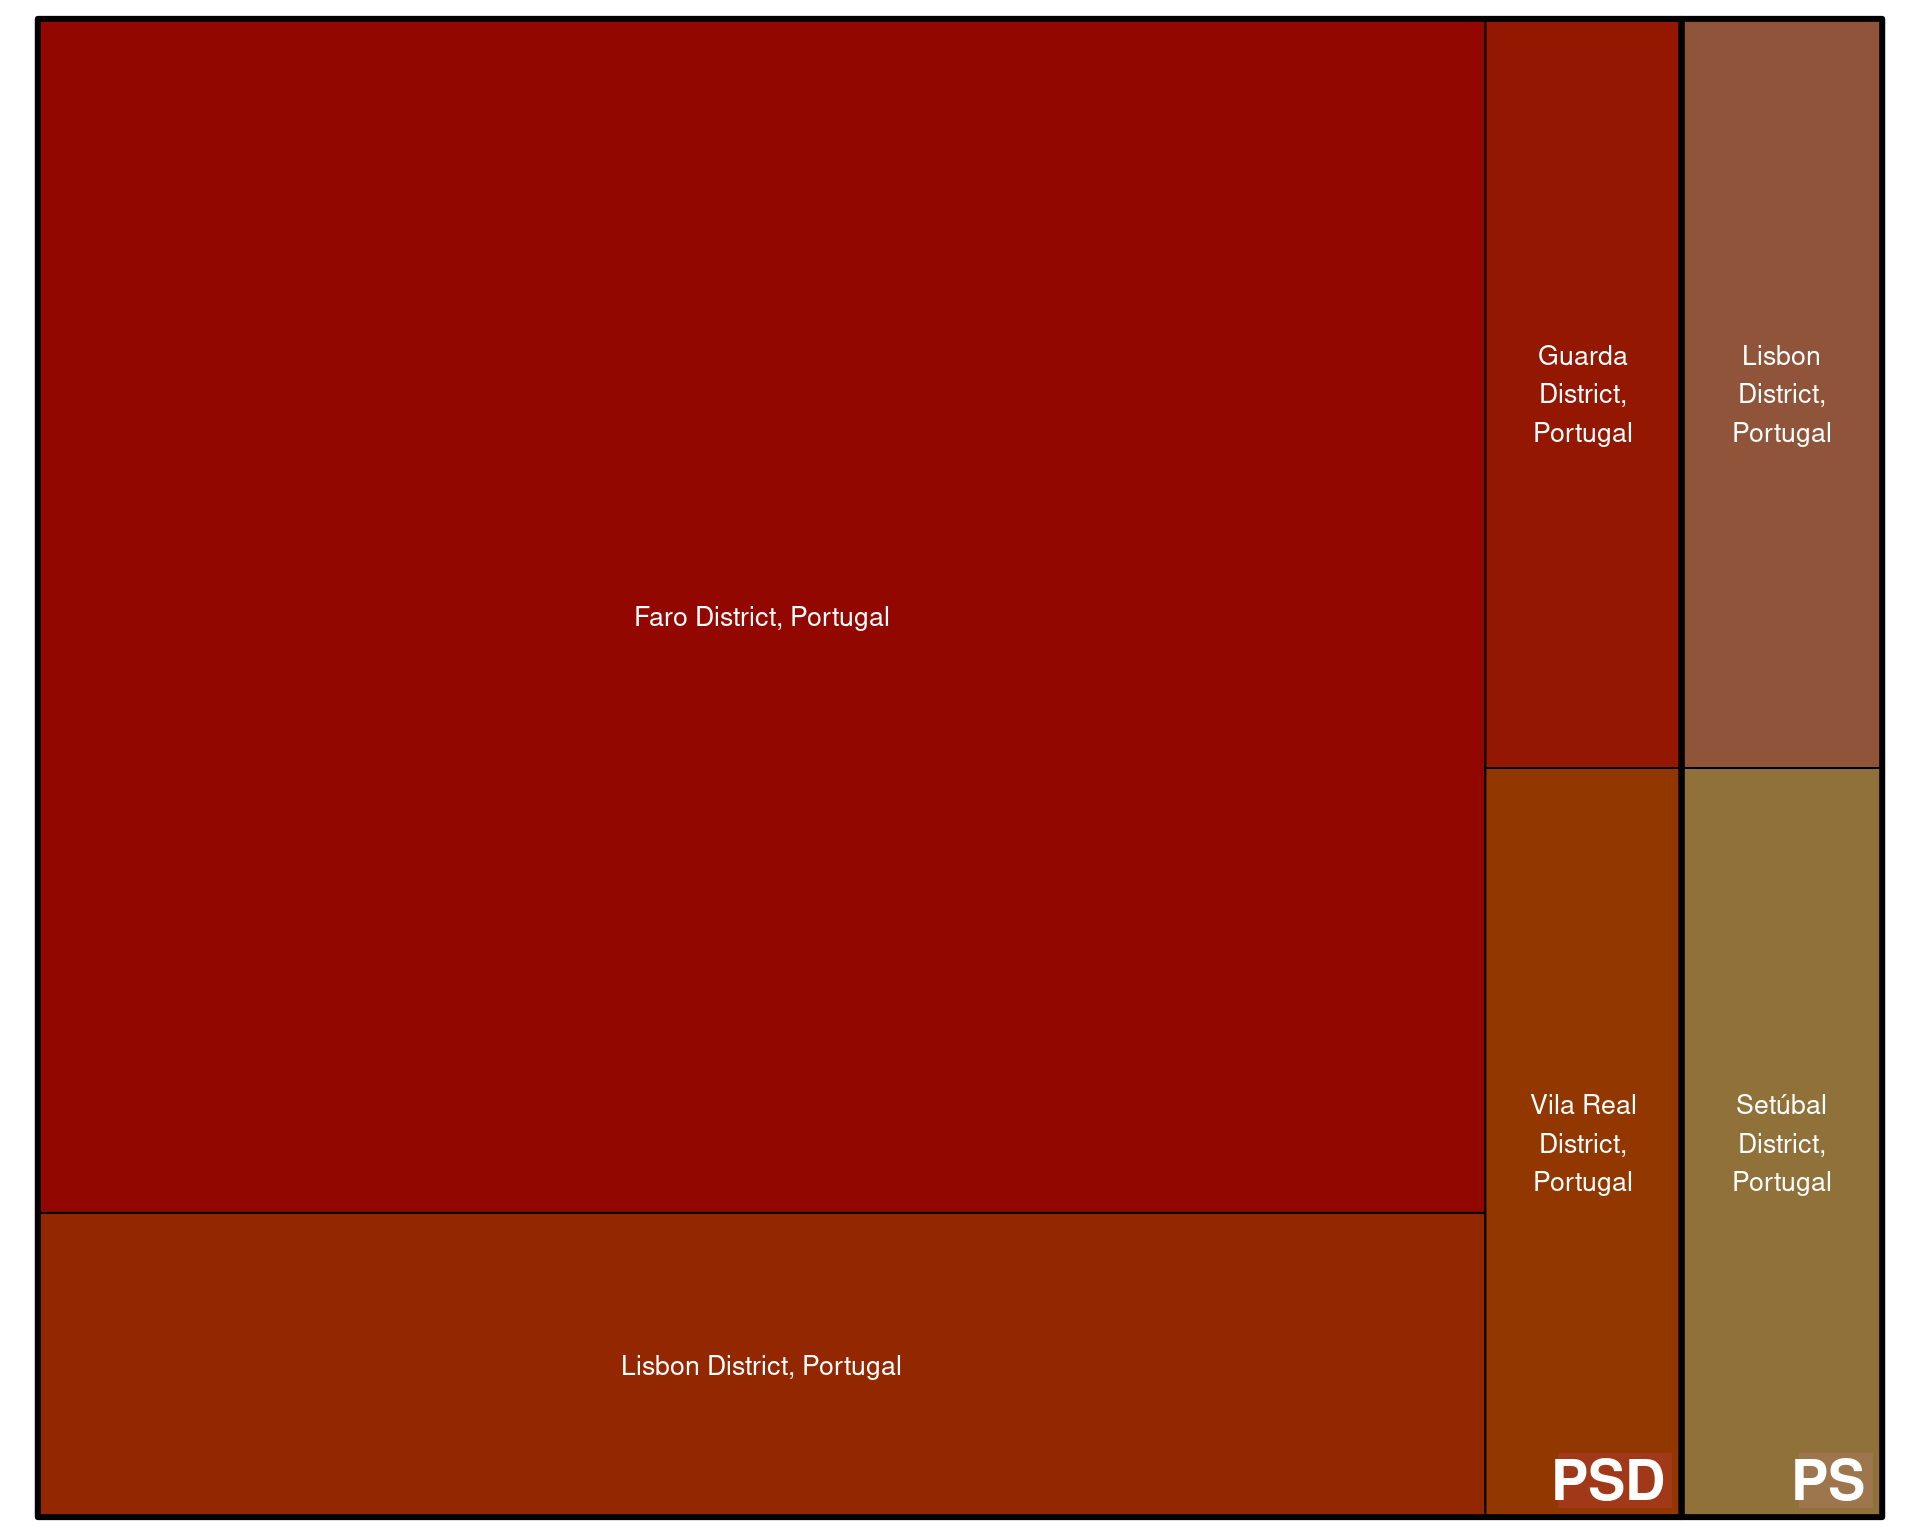 Faro District, Portugal
Lisbon District, Portugal
Guarda
District,
Portugal
Vila Real
District,
Portugal
PSD
Lisbon
District,
Portugal
Setúbal
District,
Portugal
PS